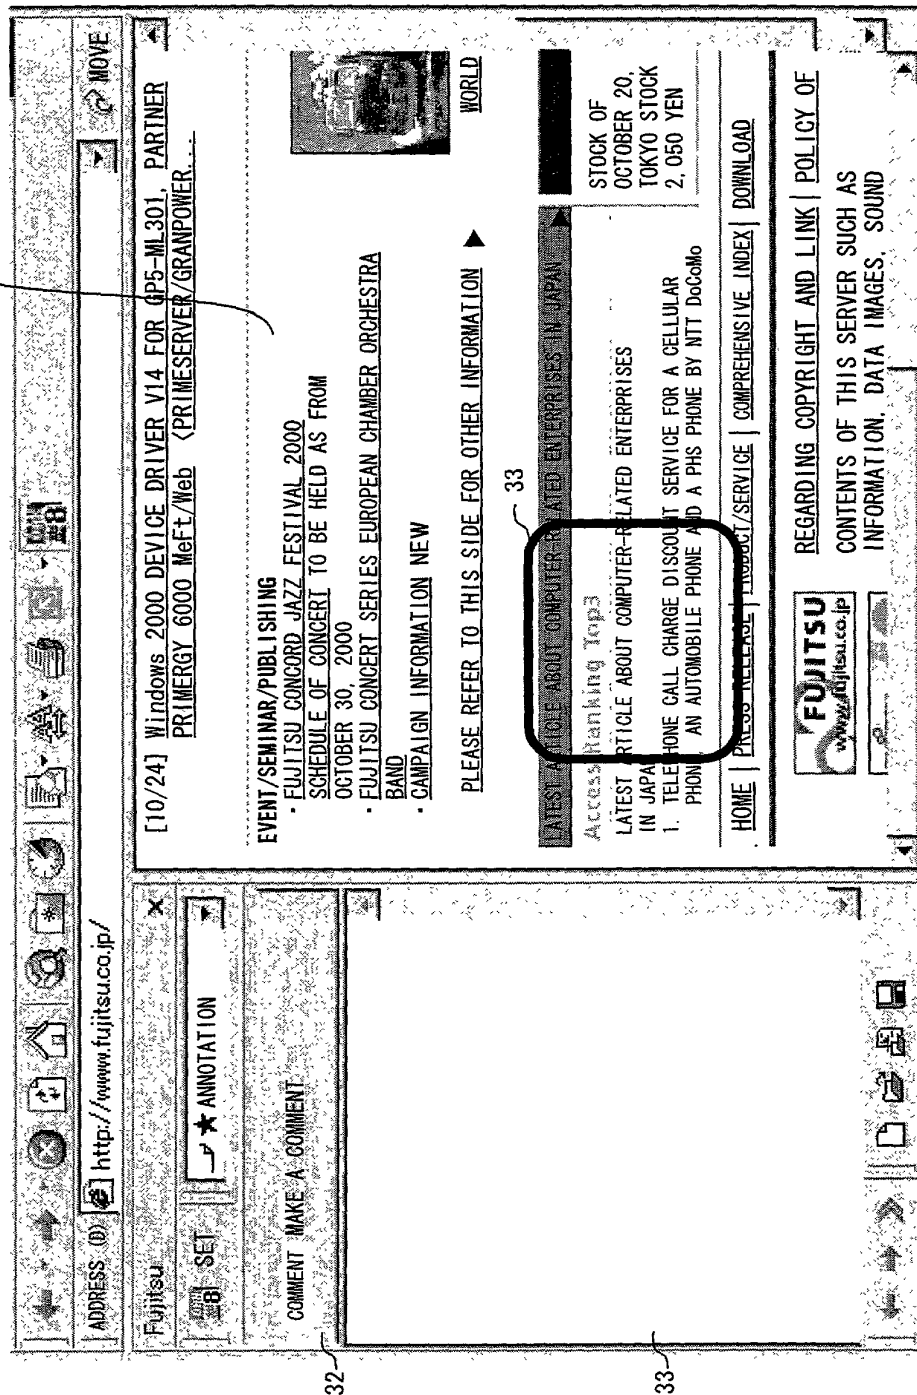 MOVE
ADDRESS (D) http://www.fujitsu.co.jp/
Fujitsu ×
SET
★ ANNOTATION
COMMENT MAKE A COMMENT
32
33
[10/24] Windows 2000 DEVICE DRIVER V14 FOR GP5-ML301, PARTNER
PRIMERGY 6000 MeFt/Web <PRIMESERVER/GRANPOWER...
EVENT/SEMINAR/PUBLISHING
· FUJITSU CONCORD JAZZ FESTIVAL 2000
SCHEDULE OF CONCERT TO BE HELD AS FROM
OCTOBER 30, 2000
· FUJITSU CONCERT SERIES EUROPEAN CHAMBER ORCHESTRA
BAND
· CAMPAIGN INFORMATION NEW
PLEASE REFER TO THIS SIDE FOR OTHER INFORMATION ▶
WORLD
33
LATEST ARTICLE ABOUT COMPUTER RELATED ENTERPRISES IN JAPAN
Access Ranking Top3
LATEST ARTICLE ABOUT COMPUTER-RELATED ENTERPRISES
IN JAPAN
1. TELEPHONE CALL CHARGE DISCOUNT SERVICE FOR A CELLULAR
PHONE, AN AUTOMOBILE PHONE AND A PHS PHONE BY NTT DoCoMo
STOCK OF
OCTOBER 20,
TOKYO STOCK
2,050 YEN
HOME | PRESS RELEASE | PRODUCT/SERVICE | COMPREHENSIVE INDEX | DOWNLOAD
FUJITSU
www.fujitsu.co.jp
REGARDING COPYRIGHT AND LINK | POLICY OF
CONTENTS OF THIS SERVER SUCH AS
INFORMATION, DATA IMAGES, SOUND